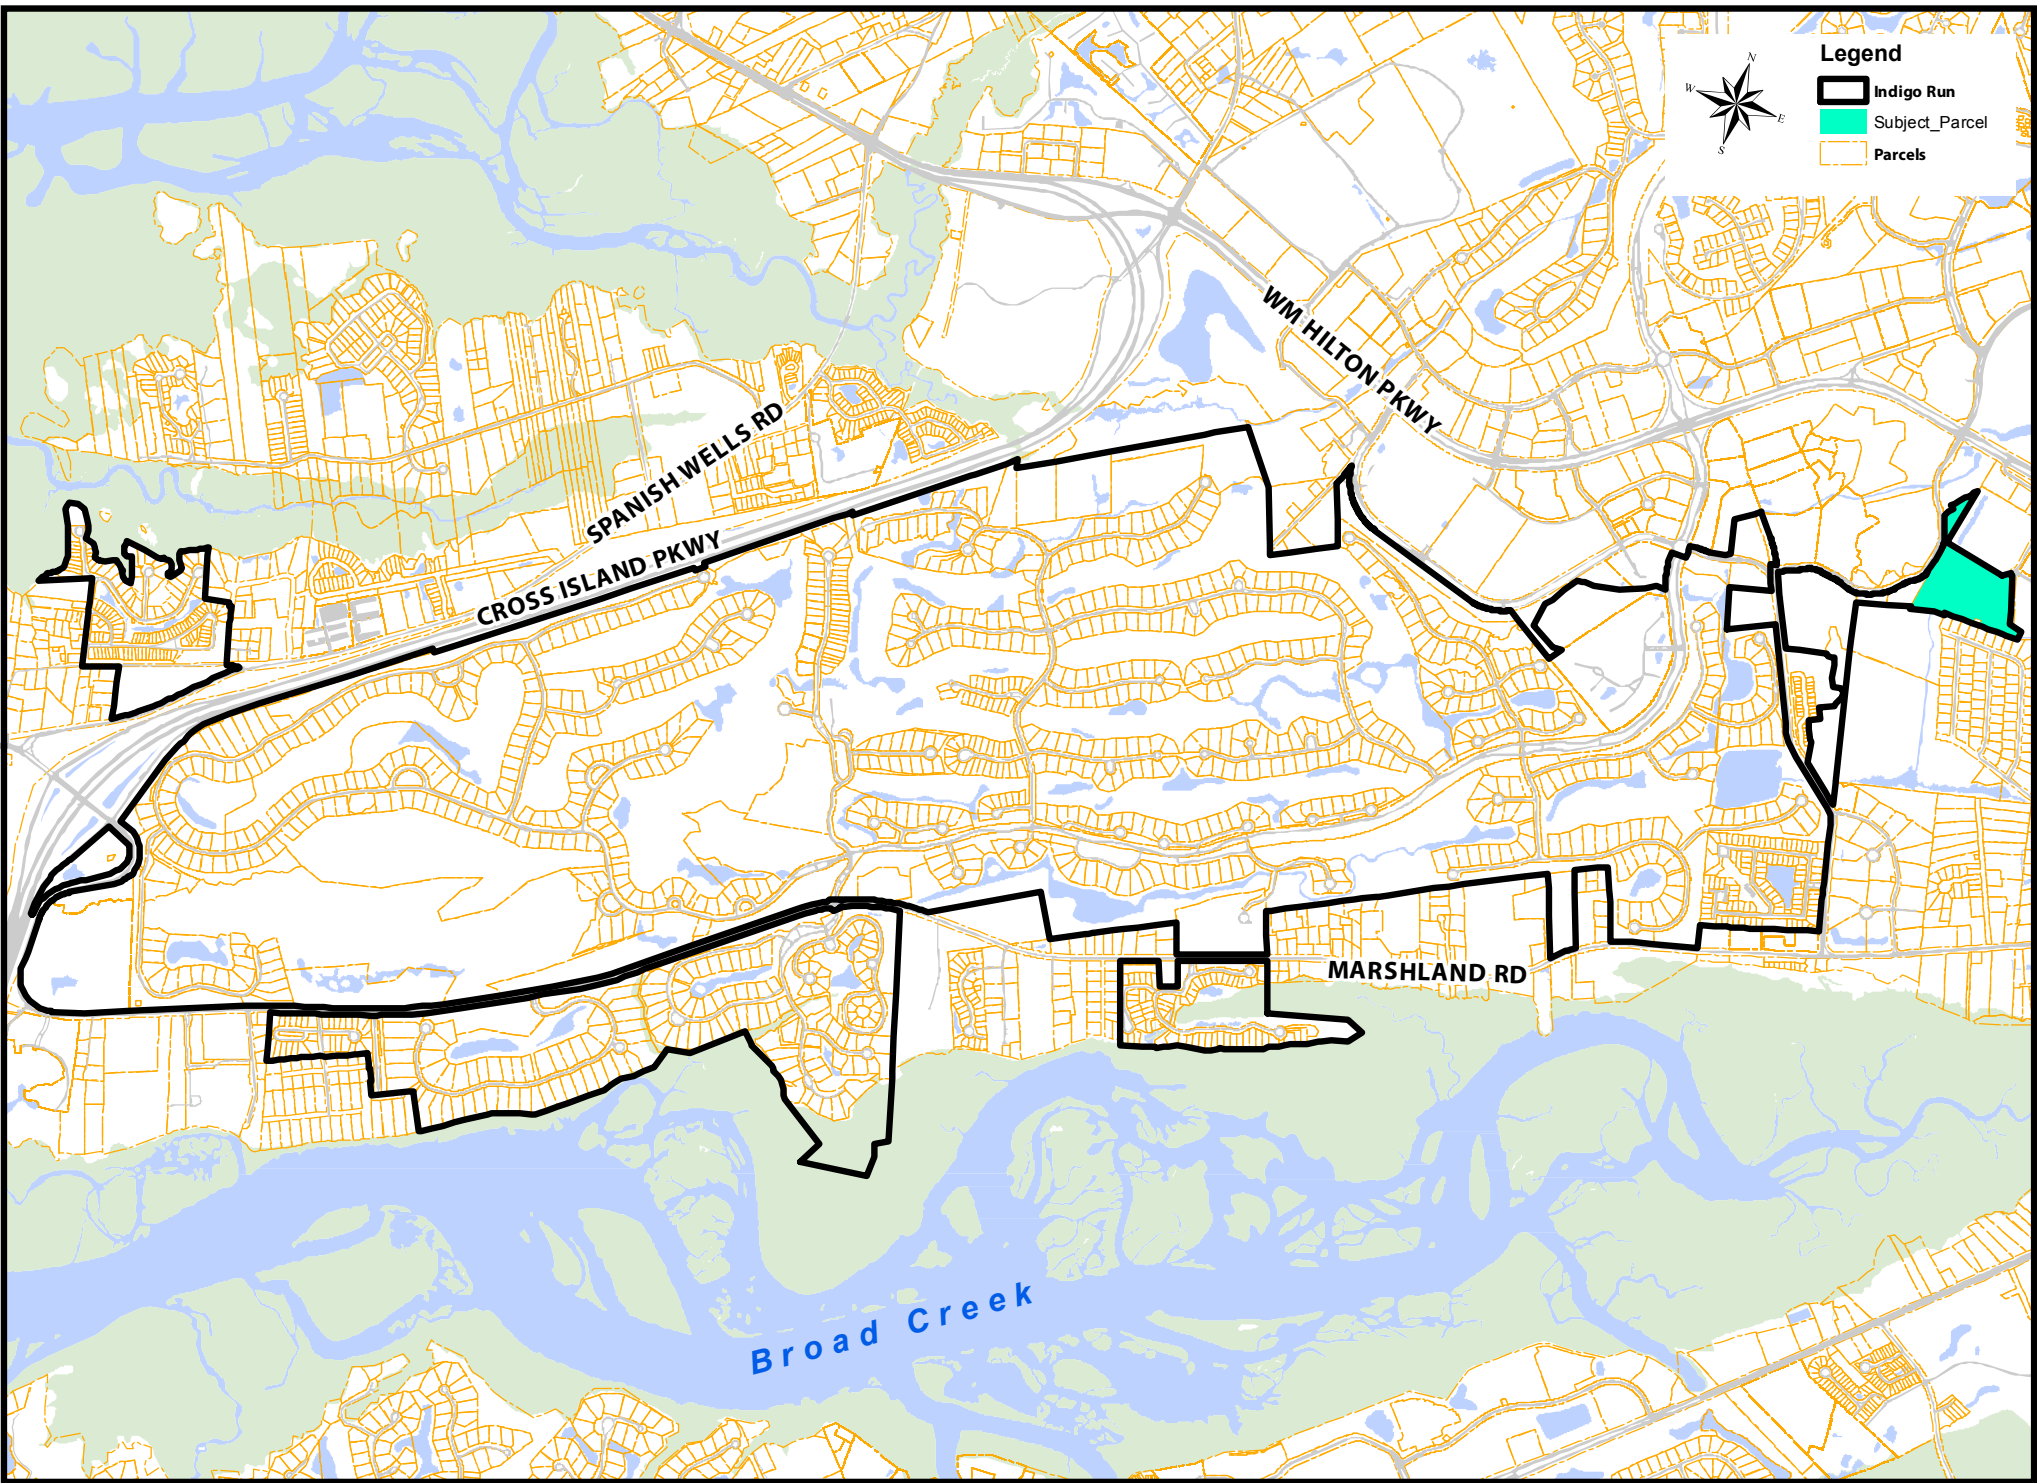 Legend
N
W
E
S
Indigo Run
Subject_Parcel
Parcels
WM HILTON PKWY
SPANISH WELLS RD
CROSS ISLAND PKWY
MARSHLAND RD
Broad Creek